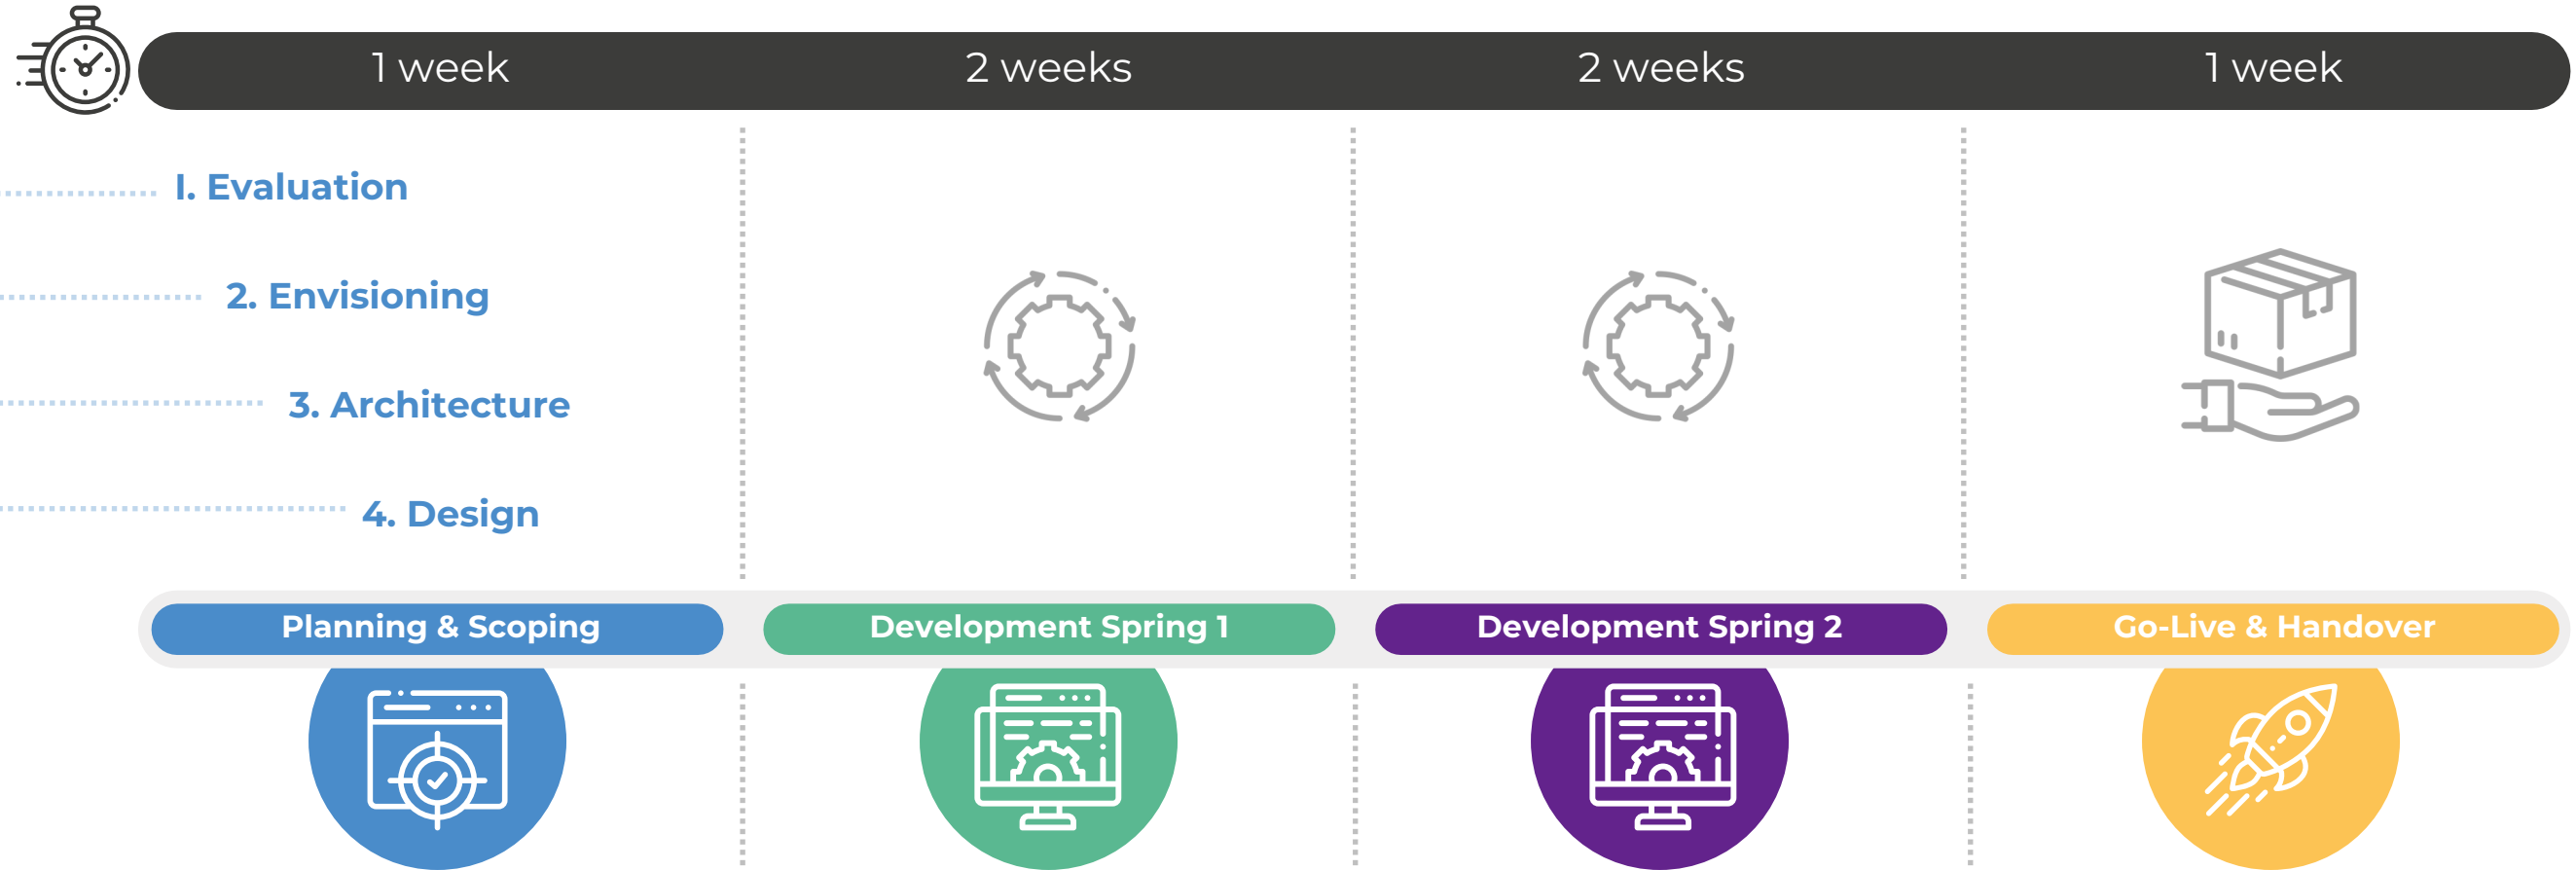 1 week
2 weeks
2 weeks
1 week
I. Evaluation
2. Envisioning
3. Architecture
4. Design
Planning & Scoping
Development Spring 1
Development Spring 2
Go-Live & Handover